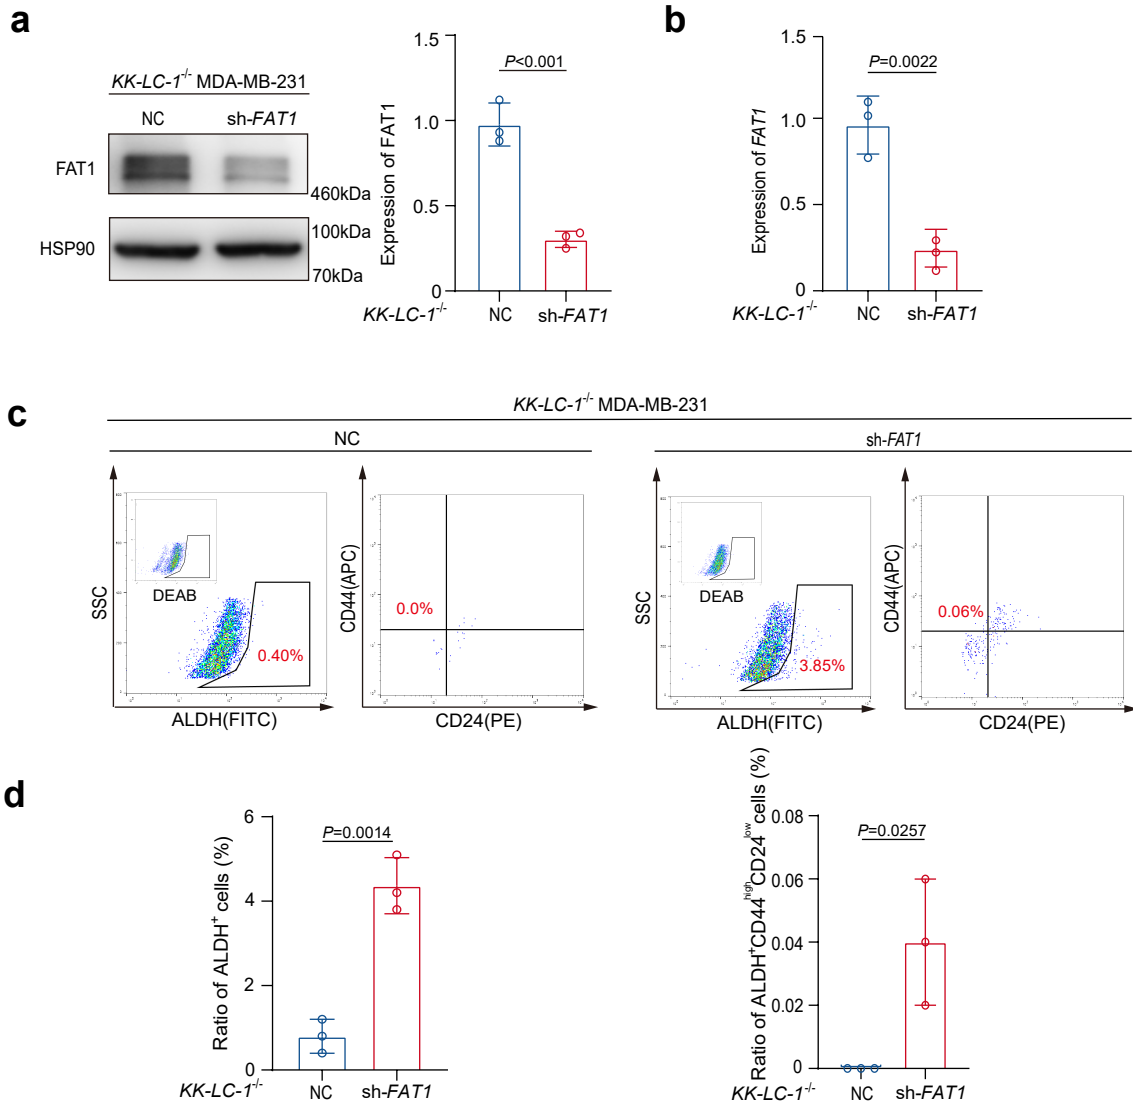 a
KK-LC-1-/- MDA-MB-231
NC
sh-FAT1
FAT1
460kDa
HSP90
100kDa
70kDa
Expression of FAT1
1.5
1.0
0.5
0
P<0.001
KK-LC-1-/-
NC
sh-FAT1
b
Expression of FAT1
1.5
1.0
0.5
0
P=0.0022
KK-LC-1-/-
NC
sh-FAT1
c
KK-LC-1-/- MDA-MB-231
NC
sh-FAT1
SSC
DEAB
0.40%
ALDH(FITC)
CD44(APC)
0.0%
CD24(PE)
SSC
DEAB
3.85%
ALDH(FITC)
CD44(APC)
0.06%
CD24(PE)
d
Ratio of ALDH+ cells (%)
6
4
2
0
P=0.0014
KK-LC-1-/-
NC
sh-FAT1
Ratio of ALDH+CD44high CD24low cells (%)
0.08
0.06
0.04
0.02
0
P=0.0257
KK-LC-1-/-
NC
sh-FAT1